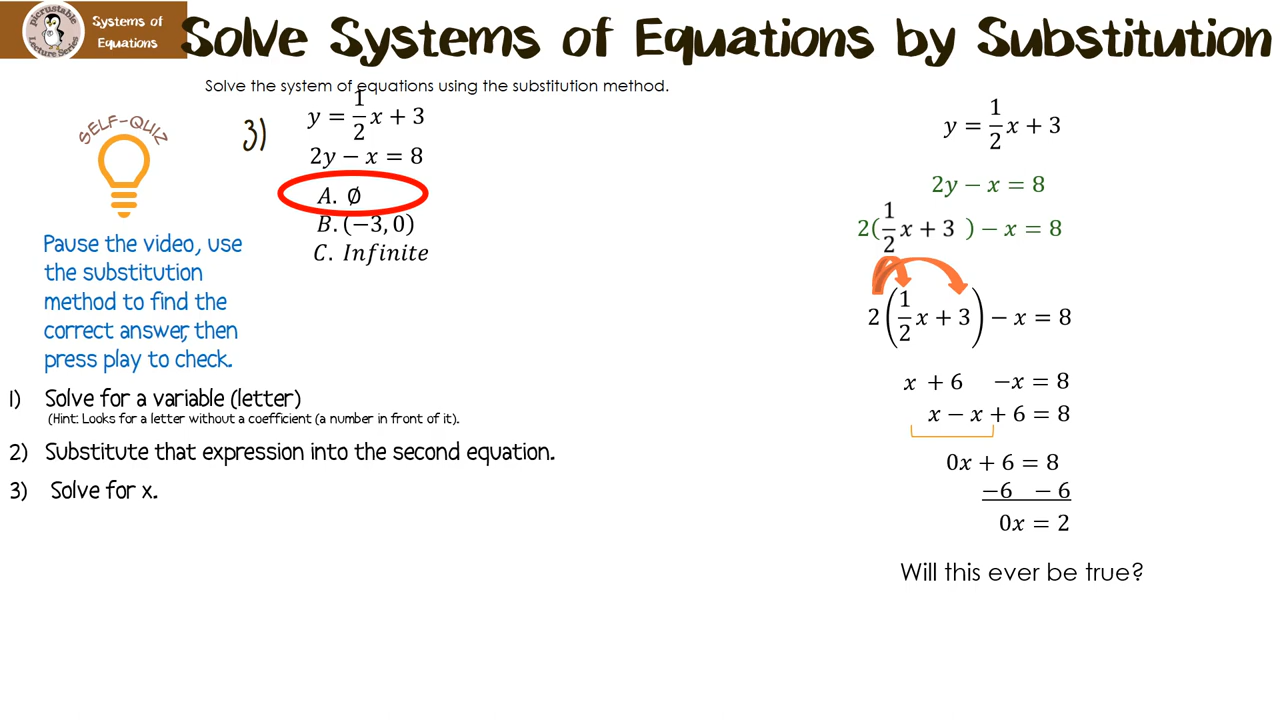 picrustable
Lecture Series
Systems of
Equations
Solve Systems of Equations by Substitution
Solve the system of equations using the substitution method.
SELF-QUIZ
Pause the video, use
the substitution
method to find the
correct answer, then
press play to check.
3)
y = 1/2 x + 3
2y − x = 8
A. ∅
B. (−3, 0)
C. Infinite
1) Solve for a variable (letter)
(Hint: Looks for a letter without a coefficient (a number in front of it).
2) Substitute that expression into the second equation.
3) Solve for x.
y = 1/2 x + 3
2y − x = 8
2( 1/2 x + 3 ) − x = 8
2( 1/2 x + 3 ) − x = 8
x + 6 −x = 8
x − x + 6 = 8
0x + 6 = 8
−6 − 6
0x = 2
Will this ever be true?